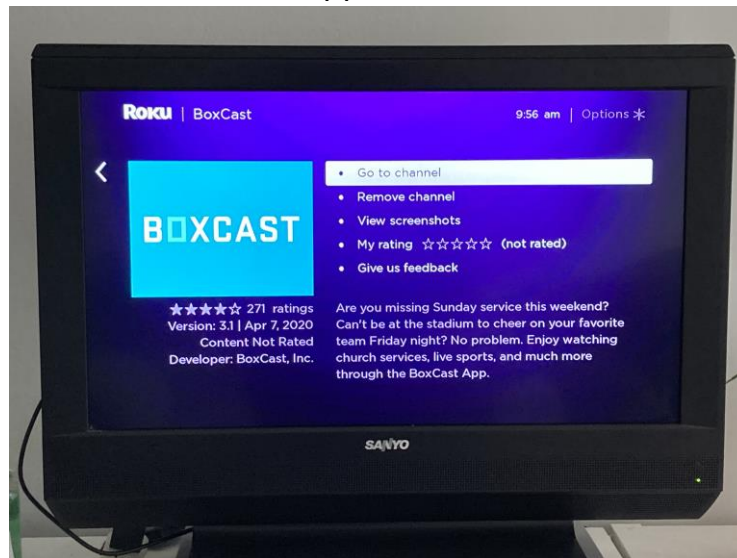 Roku | BoxCast
9:56 am | Options
BOXCAST
★★★★☆ 271 ratings
Version: 3.1 | Apr 7, 2020
Content Not Rated
Developer: BoxCast, Inc.
• Go to channel
• Remove channel
• View screenshots
• My rating ☆☆☆☆☆ (not rated)
• Give us feedback
Are you missing Sunday service this weekend?
Can't be at the stadium to cheer on your favorite
team Friday night? No problem. Enjoy watching
church services, live sports, and much more
through the BoxCast App.
SANYO